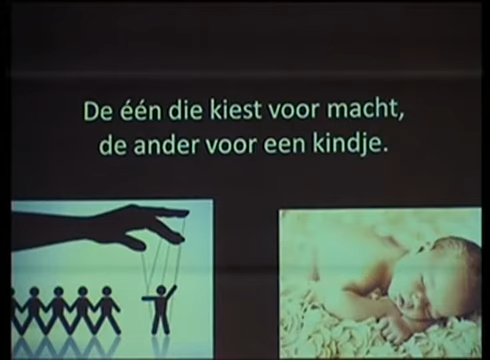 De één die kiest voor macht,
de ander voor een kindje.